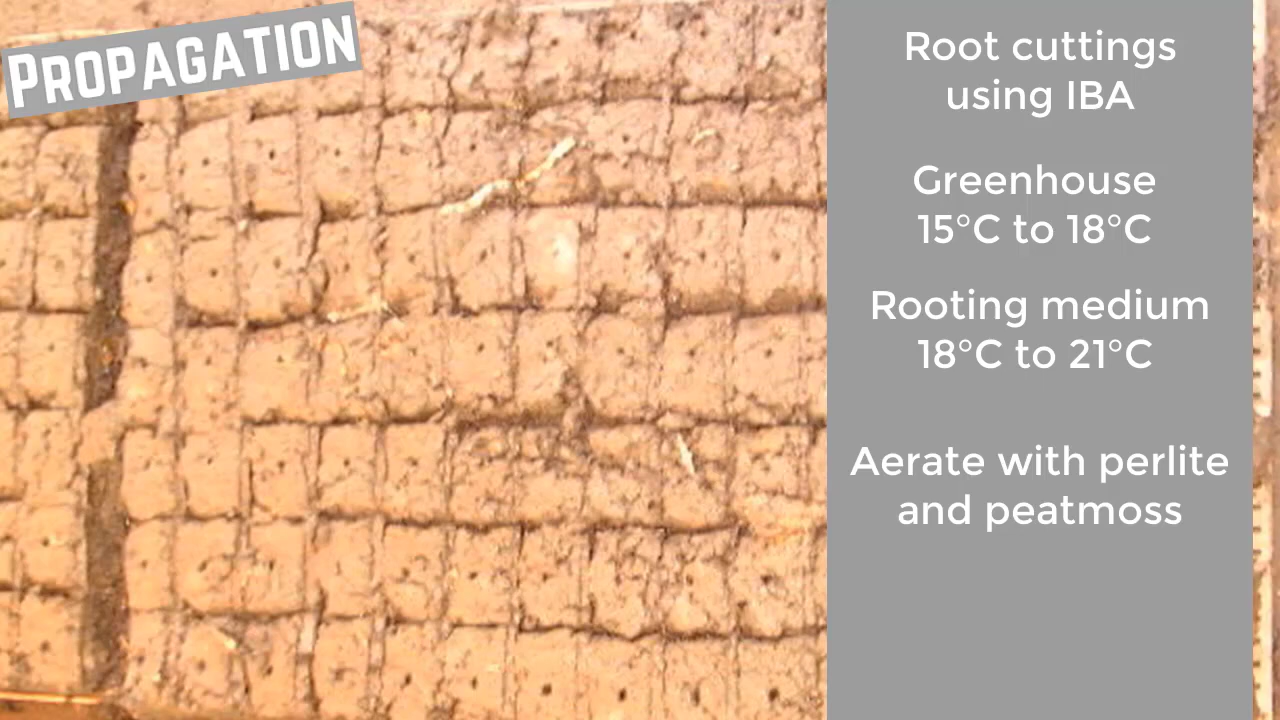 PROPAGATION
Root cuttings
using IBA
Greenhouse
15°C to 18°C
Rooting medium
18°C to 21°C
Aerate with perlite
and peatmoss